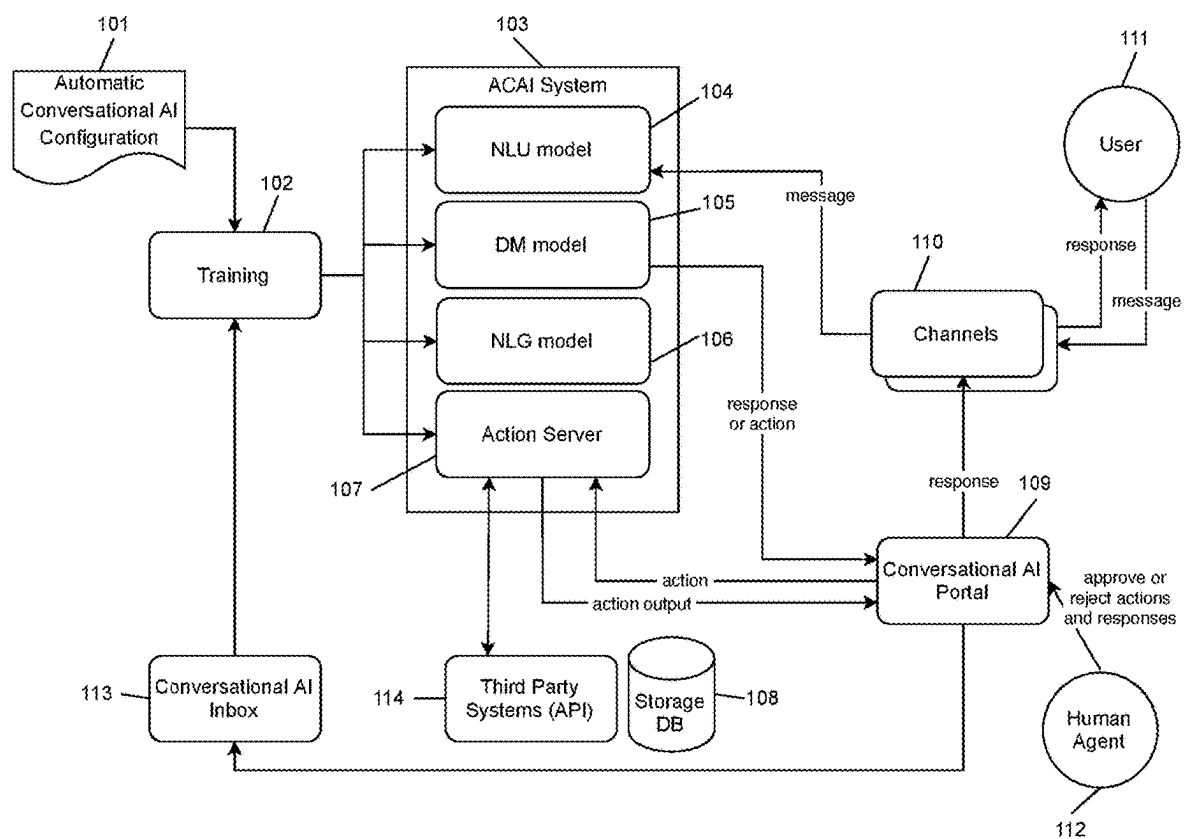 101
103
111
Automatic
Conversational AI
Configuration
ACAI System
104
NLU model
User
message
102
105
Training
DM model
110
response
message
Channels
NLG model
106
response
or action
Action Server
107
response
109
action
action output
Conversational AI
Portal
approve or
reject actions
and responses
113
Conversational AI
Inbox
114
Third Party
Systems (API)
Storage
DB
108
Human
Agent
112